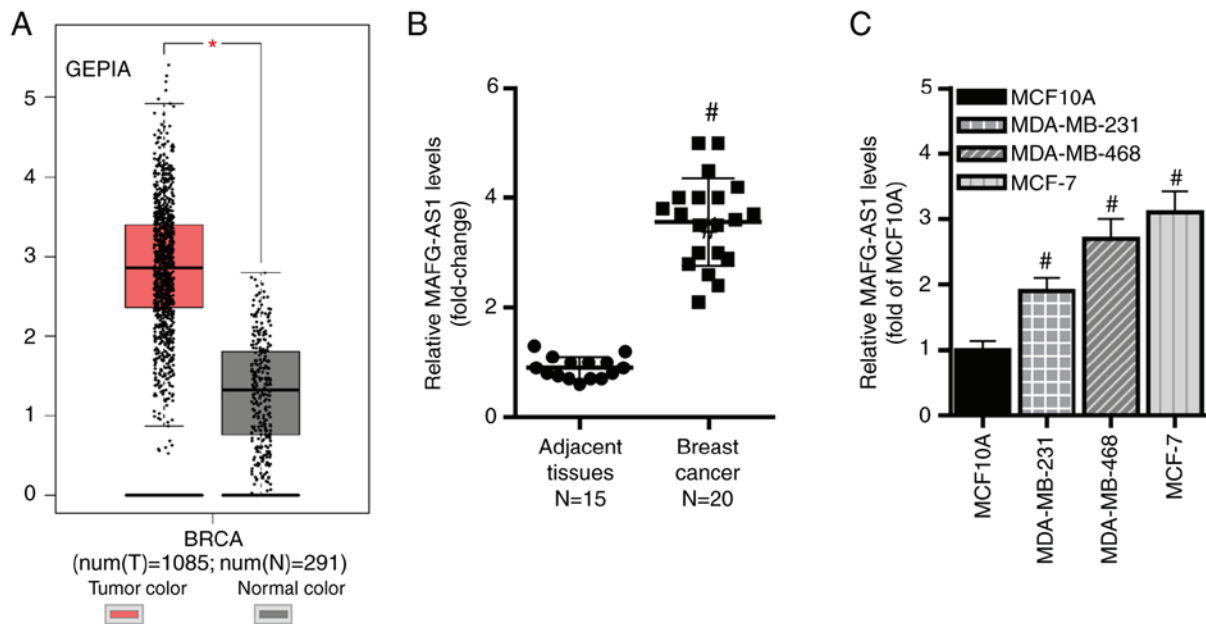 A
GEPIA
*
5
4
3
2
1
0
BRCA
(num(T)=1085; num(N)=291)
Tumor color
Normal color
B
Relative MAFG-AS1 levels
(fold-change)
6
4
2
0
#
#
Adjacent
tissues
N=15
Breast
cancer
N=20
C
Relative MAFG-AS1 levels
(fold of MCF10A)
5
4
3
2
1
0
MCF10A
MDA-MB-231
MDA-MB-468
MCF-7
#
#
#
MCF10A
MDA-MB-231
MDA-MB-468
MCF-7